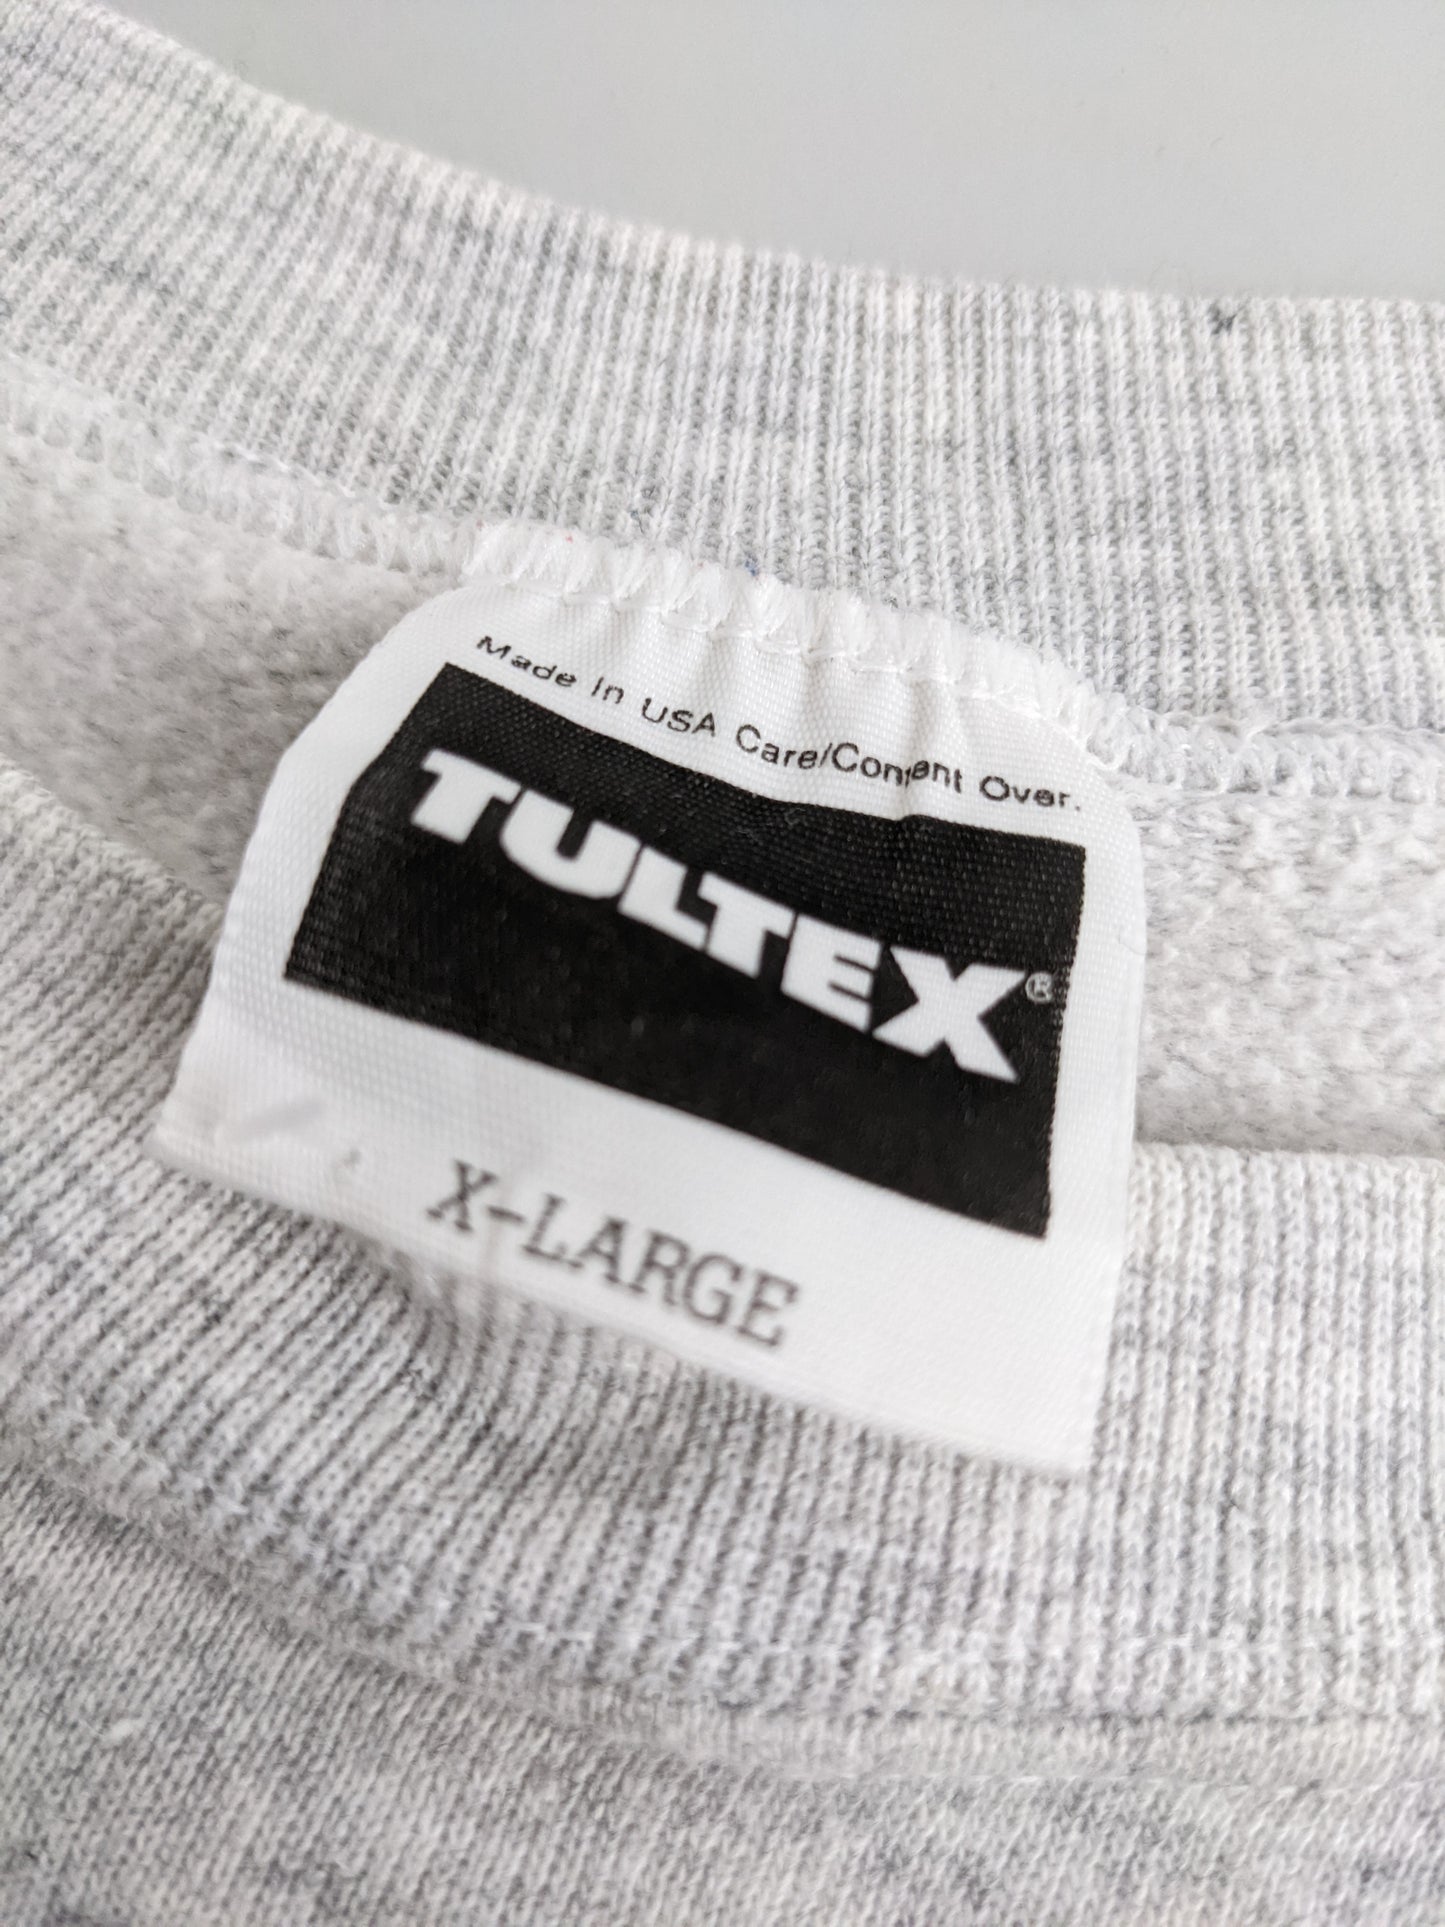 Made In USA Care/Content Over.
TULTEX®
X-LARGE